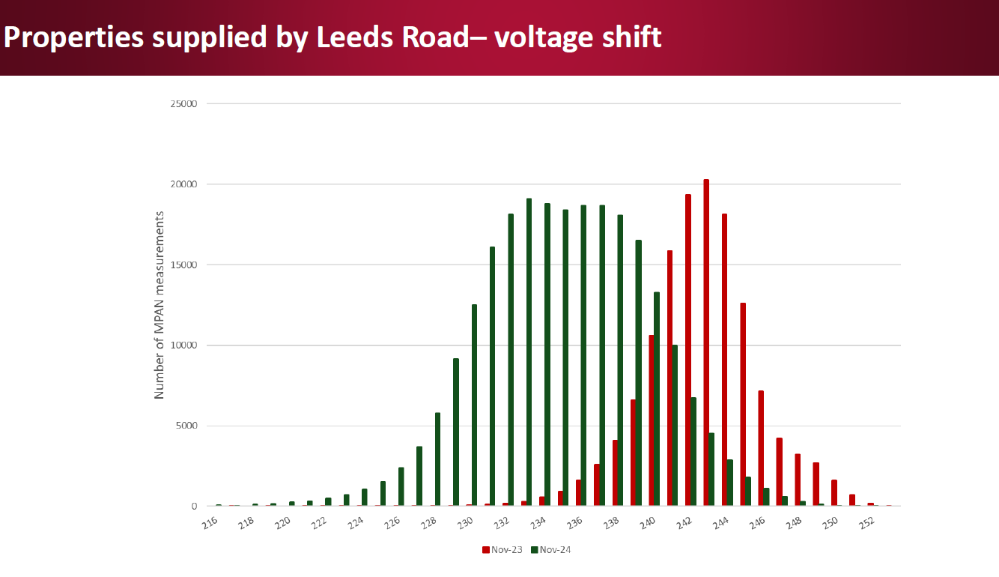 Properties supplied by Leeds Road– voltage shift
25000
20000
15000
10000
5000
0
Number of MPAN measurements
216 218 220 222 224 226 228 230 232 234 236 238 240 242 244 246 248 250 252
Nov-23 Nov-24